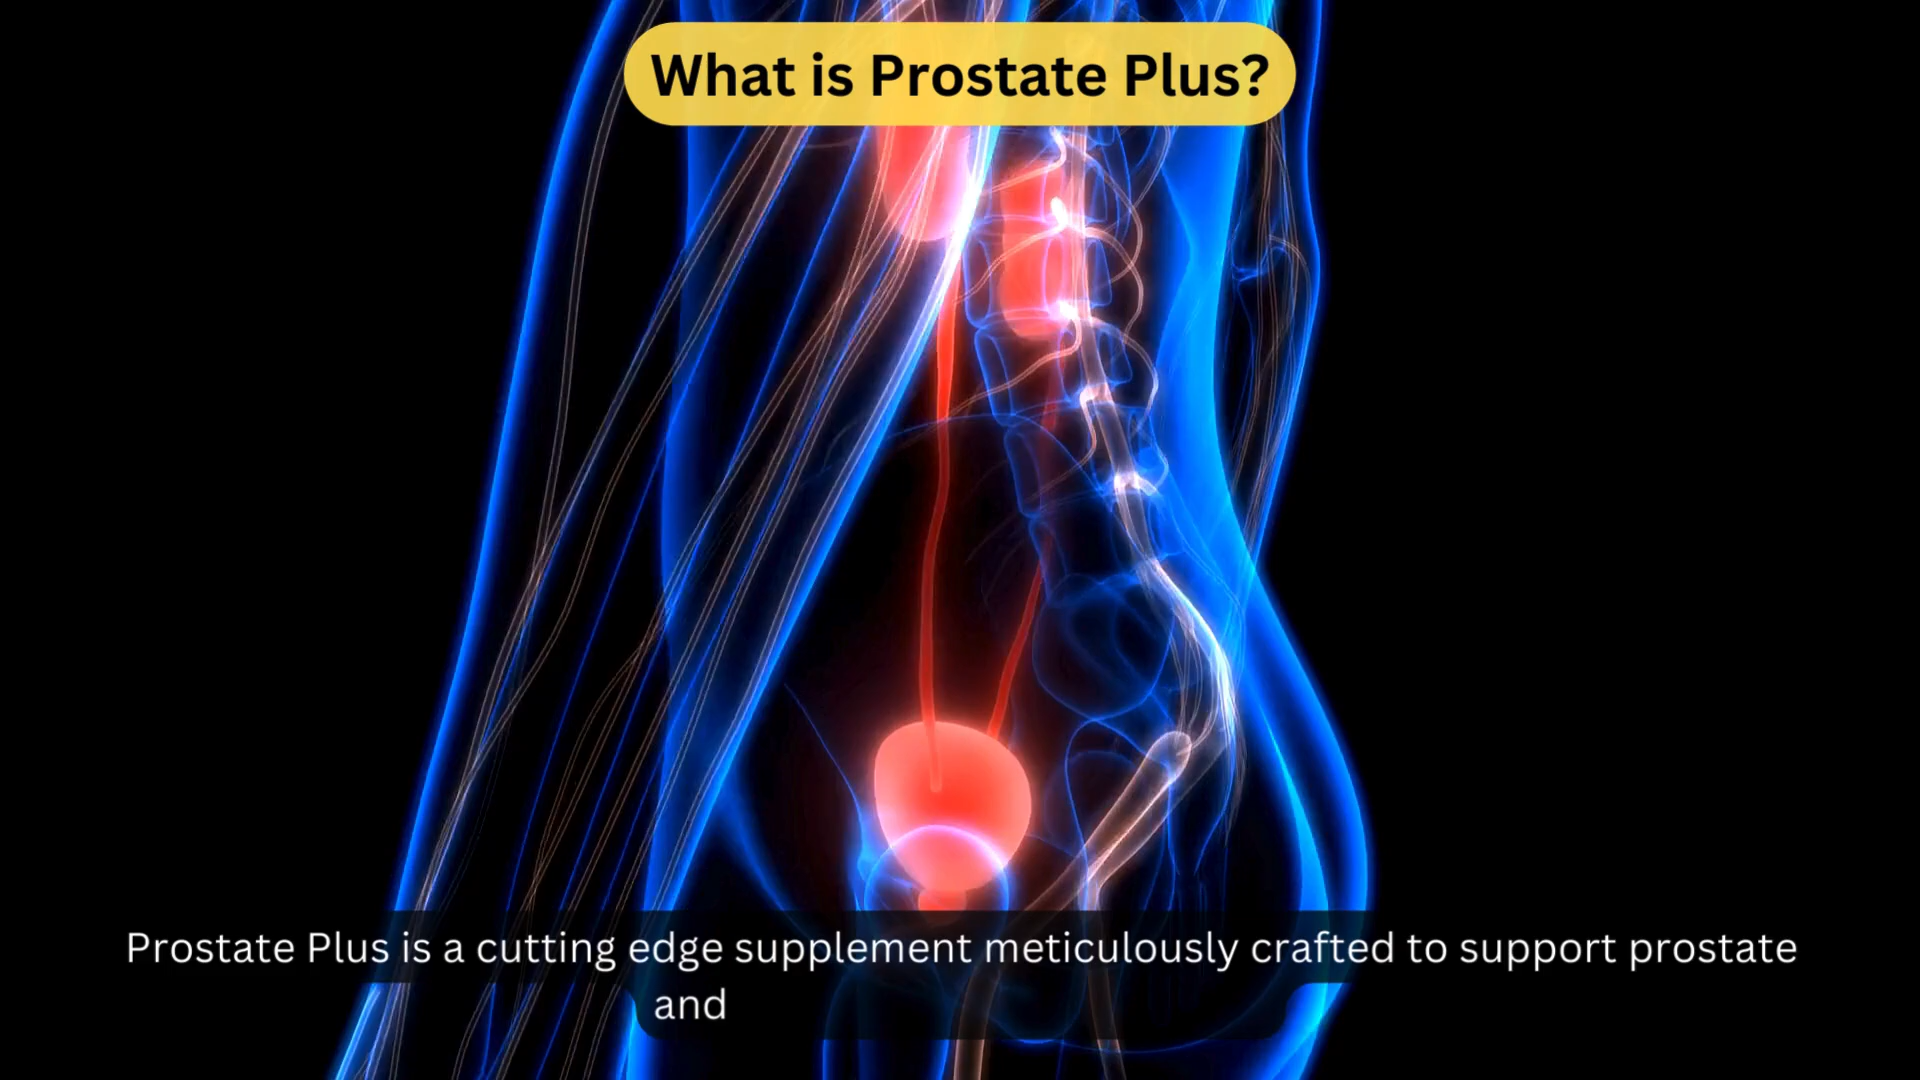 What is Prostate Plus?
Prostate Plus is a cutting edge supplement meticulously crafted to support prostate
and